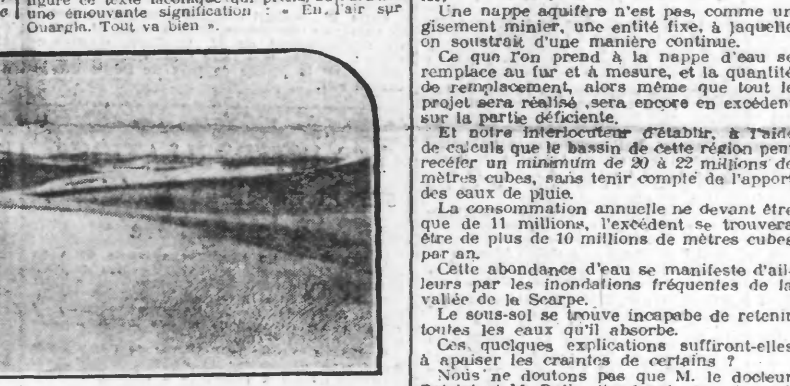 une émouvante signification : « En l'air sur
Ouargla. Tout va bien ».
Une nappe aquifère n'est pas, comme un
gisement minier, une entité fixe, à laquelle
on soustrait d'une manière continue.
Ce que l'on prend à la nappe d'eau se
remplace au fur et à mesure, et la quantité
de remplacement, alors même que tout le
projet sera réalisé ,sera encore en excédent
sur la partie déficiente.
Et notre interlocuteur d'établir, à l'aide
de calculs que le bassin de cette région peut
recéler un minimum de 20 à 22 millions de
mètres cubes, sans tenir compte de l'apport
des eaux de pluie.
La consommation annuelle ne devant être
que de 11 millions, l'excédent se trouvera
être de plus de 10 millions de mètres cubes
par an.
Cette abondance d'eau se manifeste d'ail-
leurs par les inondations fréquentes de la
vallée de la Scarpe.
Le sous-sol se trouve incapabe de retenir
toutes les eaux qu'il absorbe.
Ces quelques explications suffiront-elles
à apaiser les craintes de certains ?
Nous ne doutons pas que M. le docteur